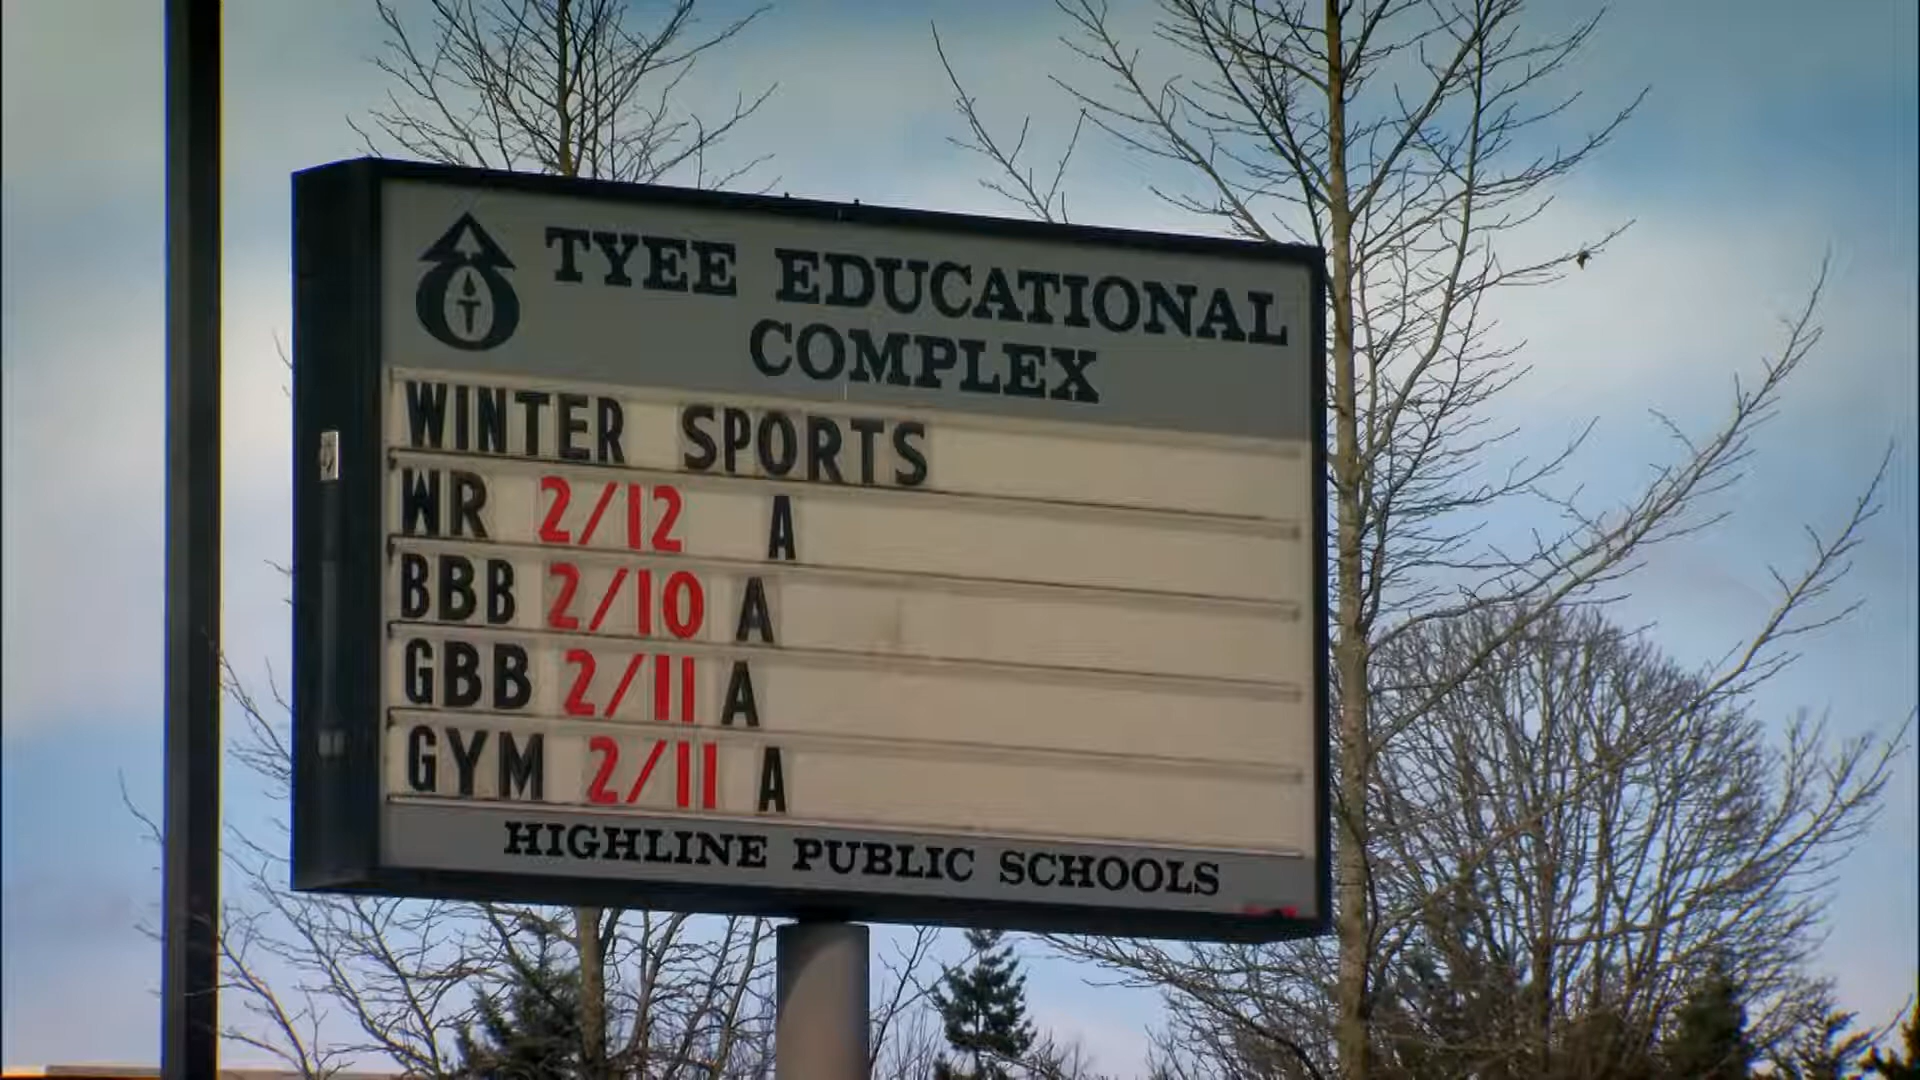 TYEE EDUCATIONAL
COMPLEX
WINTER SPORTS
WR 2/12 A
BBB 2/10 A
GBB 2/11 A
GYM 2/11 A
HIGHLINE PUBLIC SCHOOLS